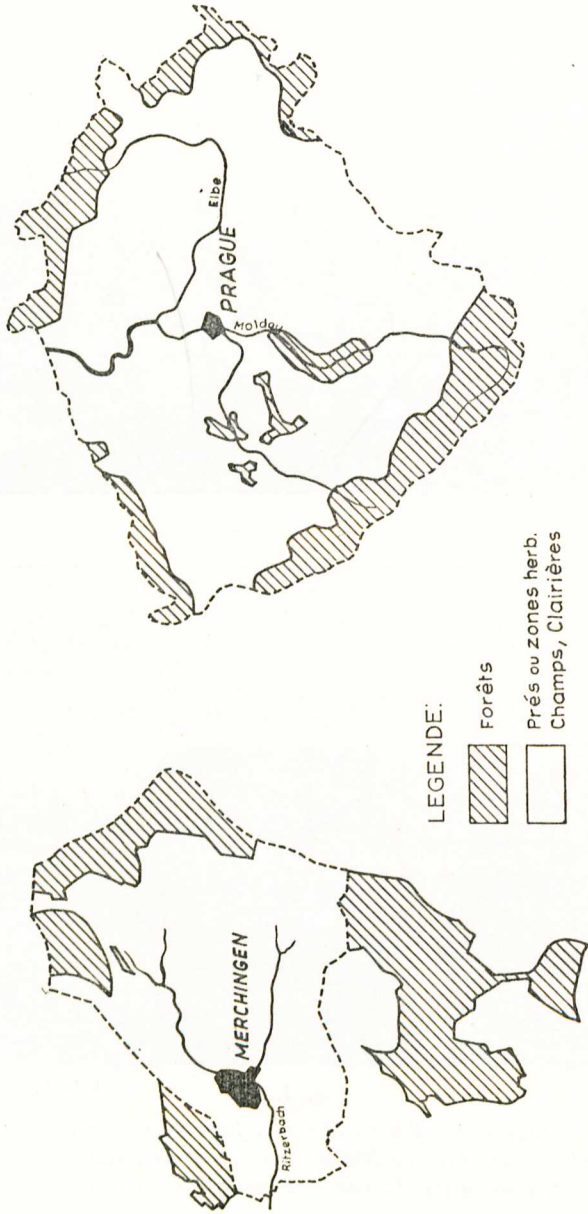 MERCHINGEN
Ritzerbach
LEGENDE:
Forêts
Prés ou zones herb.
Champs, Clairières
PRAGUE
Elbe
Moldau